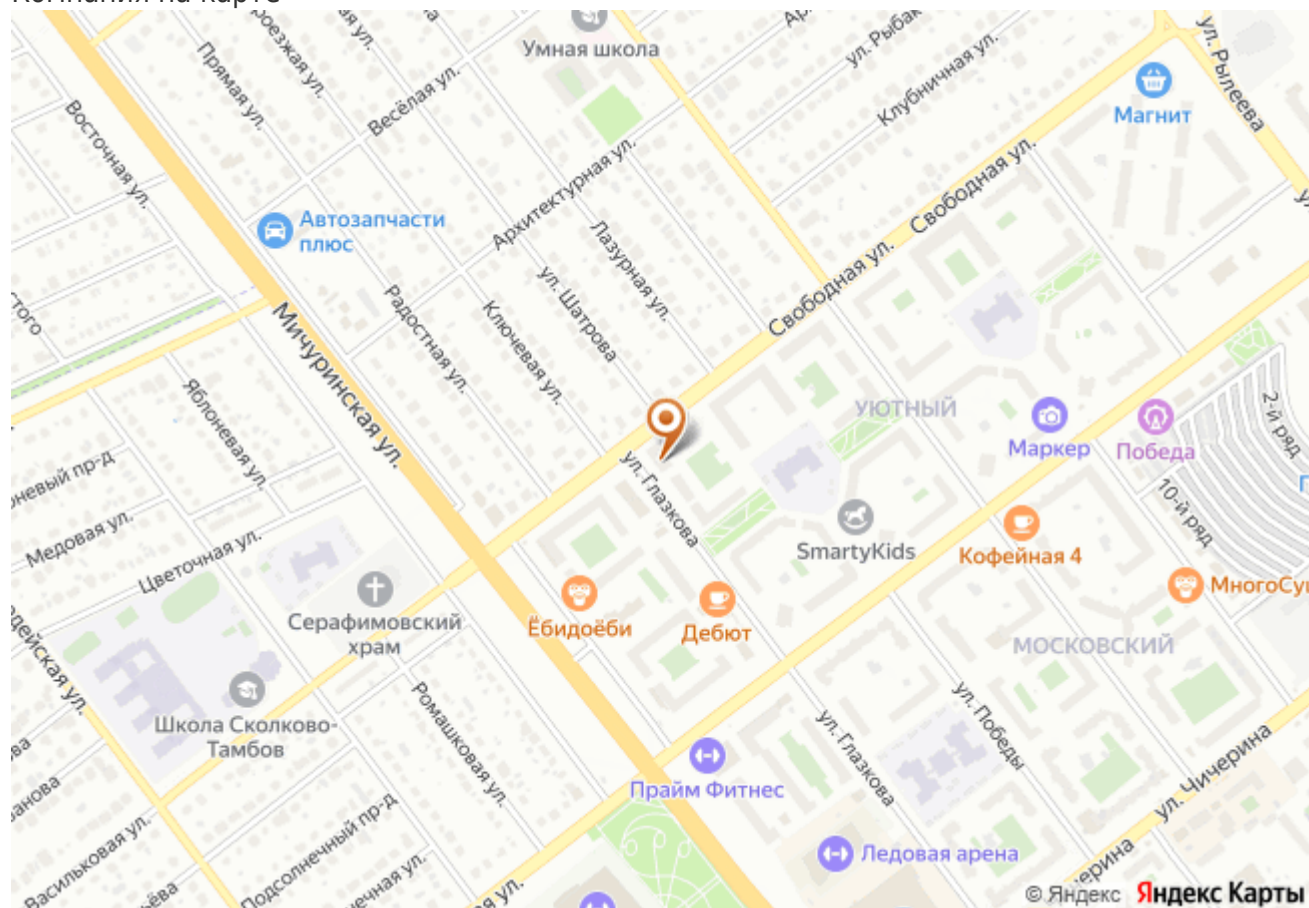 Компания на карте
Умная школа
ул. Рыбак
ул. Рылеева
Прямая ул.
Весёлая ул.
Клубничная ул.
Магнит
Восточная ул.
Архитектурная ул.
Свободная ул.
Автозапчасти
плюс
Лазурная ул.
ул. Шатрова
Свободная ул.
Радостная ул.
Ключевая ул.
Мичуринская ул.
Яблоневая ул.
УЮТНЫЙ
Маркер
Победа
2-й ряд
ул. Глазкова
10-й ряд
Медовая ул.
Цветочная ул.
SmartyKids
Кофейная 4
МногоСу
Серафимовский
храм
Ёбидоёби
Дебют
МОСКОВСКИЙ
Школа Сколково-
Тамбов
Ромашковая ул.
ул. Победы
ул. Глазкова
Прайм Фитнес
ул. Чичерина
Подсолнечный пр-д
Васильковая ул.
Ледовая арена
© Яндекс Яндекс Карты